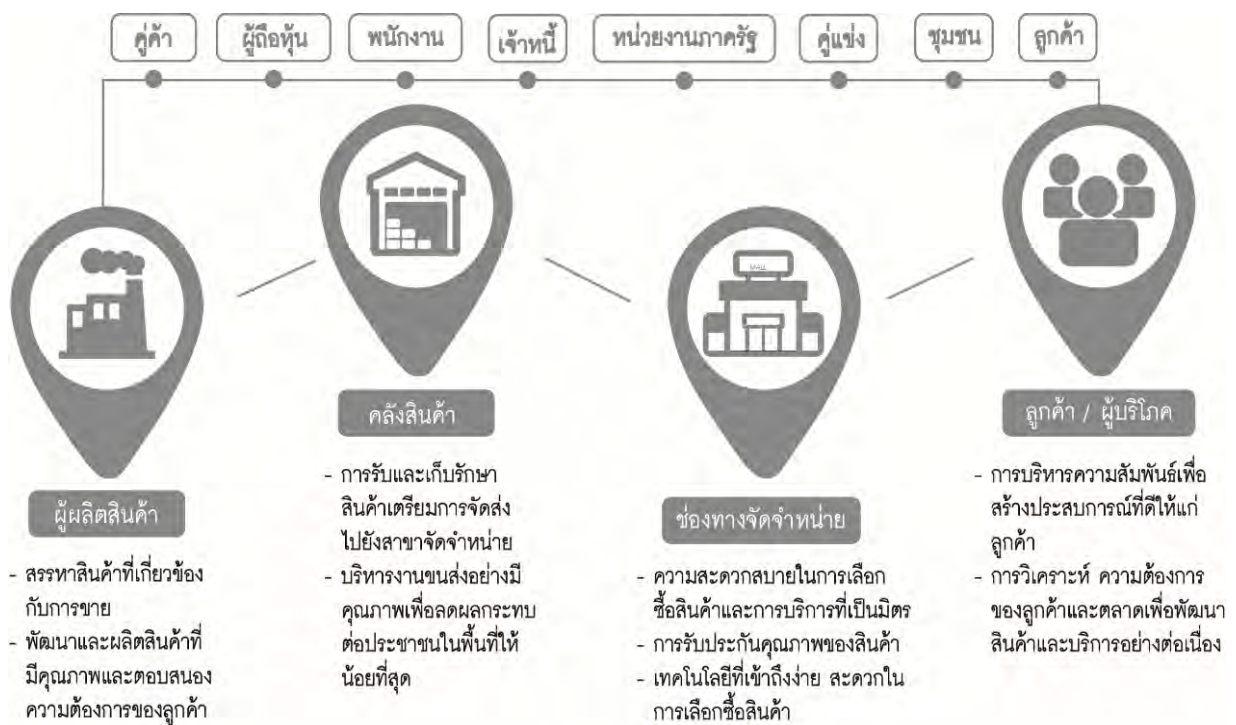 คู่ค้า
ผู้ถือหุ้น
พนักงาน
เจ้าหนี้
หน่วยงานภาครัฐ
คู่แข่ง
ชุมชน
ลูกค้า
ผู้ผลิตสินค้า
- สรรหาสินค้าที่เกี่ยวข้อง
กับการขาย
- พัฒนาและผลิตสินค้าที่
มีคุณภาพและตอบสนอง
ความต้องการของลูกค้า
คลังสินค้า
- การรับและเก็บรักษา
สินค้าเตรียมการจัดส่ง
ไปยังสาขาจัดจำหน่าย
- บริหารงานขนส่งอย่างมี
คุณภาพเพื่อลดผลกระทบ
ต่อประชาชนในพื้นที่ให้
น้อยที่สุด
MALL
ช่องทางจัดจำหน่าย
- ความสะดวกสบายในการเลือก
ซื้อสินค้าและการบริการที่เป็นมิตร
- การรับประกันคุณภาพของสินค้า
- เทคโนโลยีที่เข้าถึงง่าย สะดวกใน
การเลือกซื้อสินค้า
ลูกค้า / ผู้บริโภค
- การบริหารความสัมพันธ์เพื่อ
สร้างประสบการณ์ที่ดีให้แก่
ลูกค้า
- การวิเคราะห์ ความต้องการ
ของลูกค้าและตลาดเพื่อพัฒนา
สินค้าและบริการอย่างต่อเนื่อง